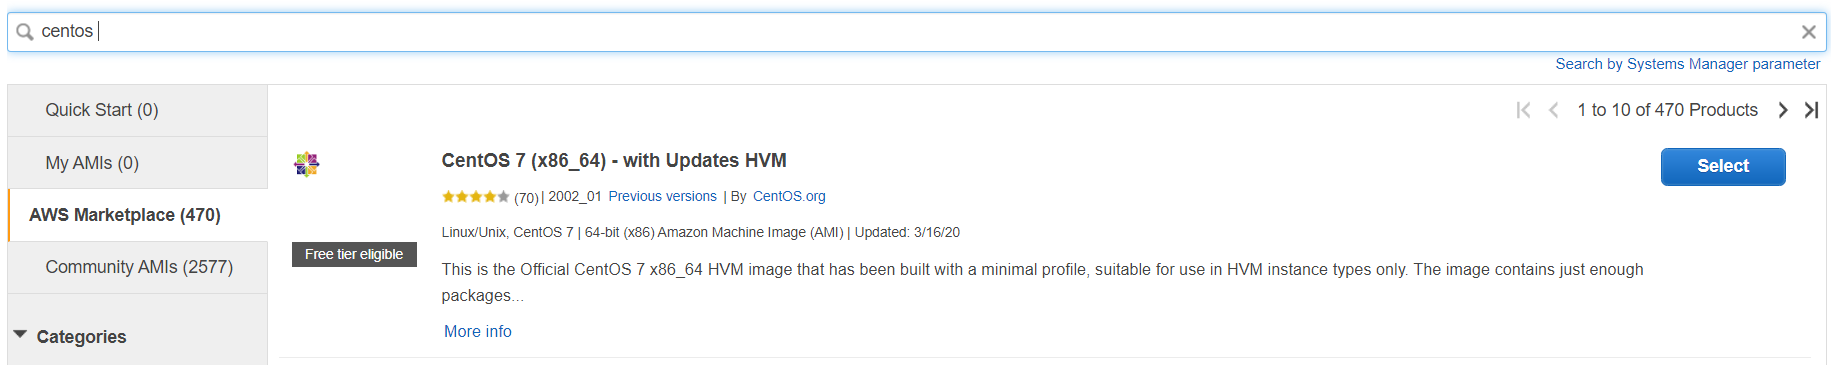 centos
Search by Systems Manager parameter
Quick Start (0)
My AMIs (0)
AWS Marketplace (470)
Community AMIs (2577)
Categories
1 to 10 of 470 Products
CentOS 7 (x86_64) - with Updates HVM
Select
(70) | 2002_01 Previous versions | By CentOS.org
Linux/Unix, CentOS 7 | 64-bit (x86) Amazon Machine Image (AMI) | Updated: 3/16/20
Free tier eligible
This is the Official CentOS 7 x86_64 HVM image that has been built with a minimal profile, suitable for use in HVM instance types only. The image contains just enough
packages...
More info